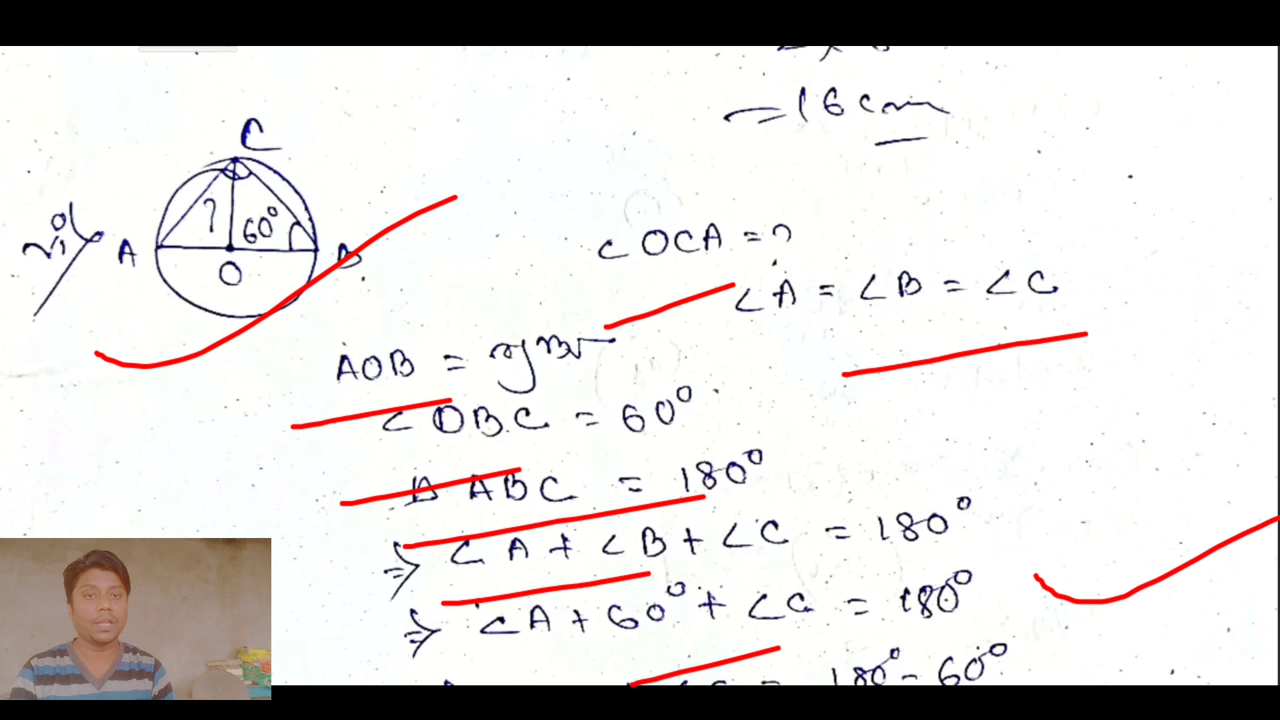 = 16 cm
C
? 60°
A B
O
∠OCA = ?
∠A = ∠B = ∠C
AOB =
∠OBC = 60°
Δ ABC = 180°
⇒ ∠A + ∠B + ∠C = 180°
⇒ ∠A + 60° + ∠C = 180°
180° - 60°